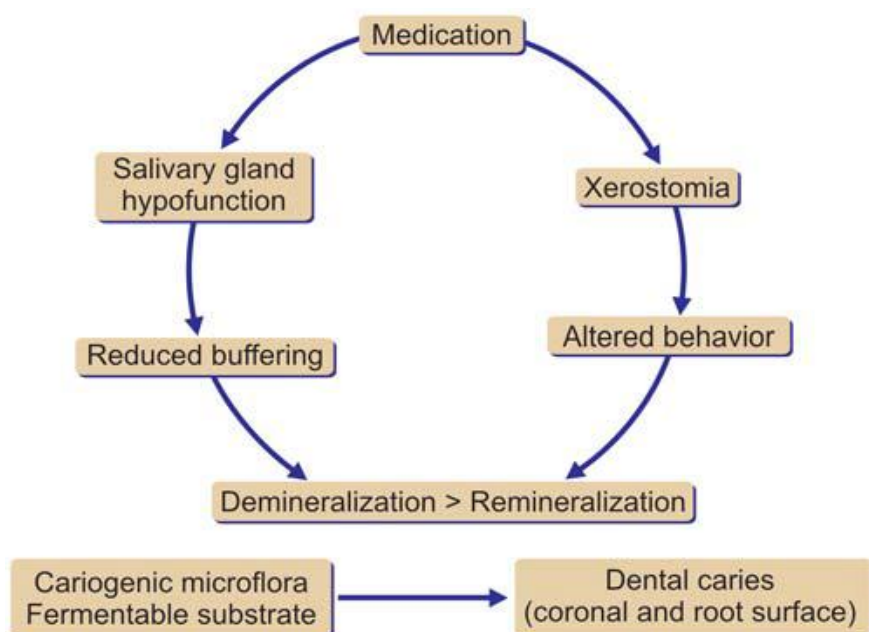 Medication
Salivary gland
hypofunction
Xerostomia
Reduced buffering
Altered behavior
Demineralization > Remineralization
Cariogenic microflora
Fermentable substrate
Dental caries
(coronal and root surface)